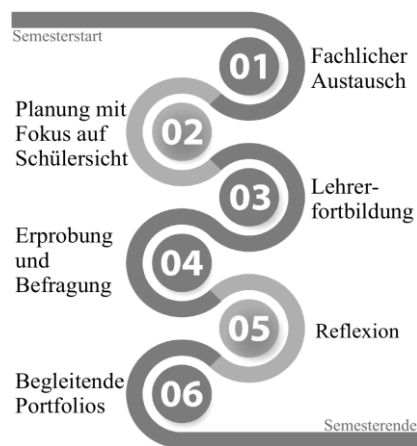 Semesterstart
01
Fachlicher
Austausch
Planung mit
Fokus auf
Schülersicht
02
03
Lehrer-
fortbildung
Erprobung
und
Befragung
04
05
Reflexion
Begleitende
Portfolios
06
Semesterende